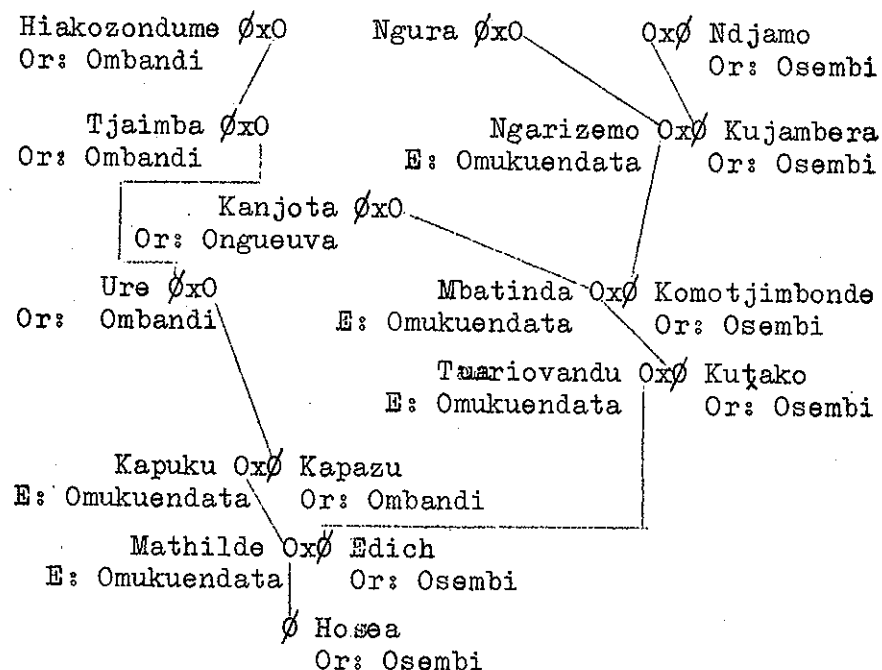 Hiakozondume ØxO Ngura ØxO OxØ Ndjamo
Or: Ombandi Or: Osembi
Tjaimba ØxO Ngarizemo OxØ Kujambera
Or: Ombandi E: Omukuendata Or: Osembi
Kanjota ØxO
Or: Ongueuva
Ure ØxO Mbatinda OxØ Komotjimbonde
Or: Ombandi E: Omukuendata Or: Osembi
Tuariovandu OxØ Kutako
E: Omukuendata Or: Osembi
Kapuku OxØ Kapazu
E: Omukuendata Or: Ombandi
Mathilde OxØ Edich
E: Omukuendata Or: Osembi
Ø Hosea
Or: Osembi